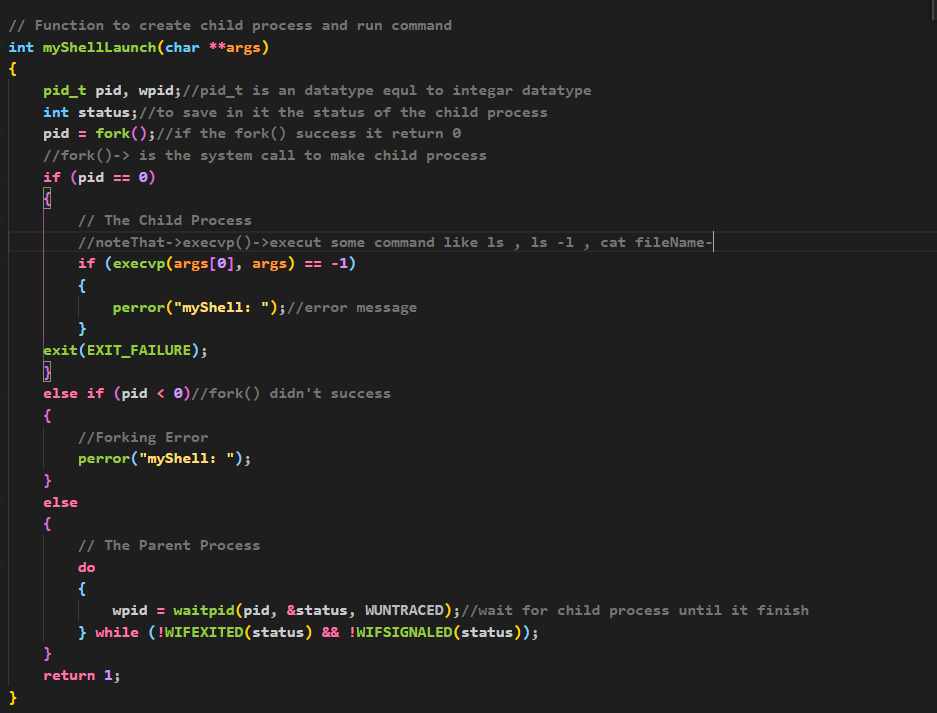 // Function to create child process and run command
int myShellLaunch(char **args)
{
pid_t pid, wpid;//pid_t is an datatype equl to integar datatype
int status;//to save in it the status of the child process
pid = fork();//if the fork() success it return 0
//fork()-> is the system call to make child process
if (pid == 0)
{
// The Child Process
//noteThat->execvp()->execut some command like ls , ls -l , cat fileName-
if (execvp(args[0], args) == -1)
{
perror("myShell: ");//error message
}
exit(EXIT_FAILURE);
}
else if (pid < 0)//fork() didn't success
{
//Forking Error
perror("myShell: ");
}
else
{
// The Parent Process
do
{
wpid = waitpid(pid, &status, WUNTRACED);//wait for child process until it finish
} while (!WIFEXITED(status) && !WIFSIGNALED(status));
}
return 1;
}